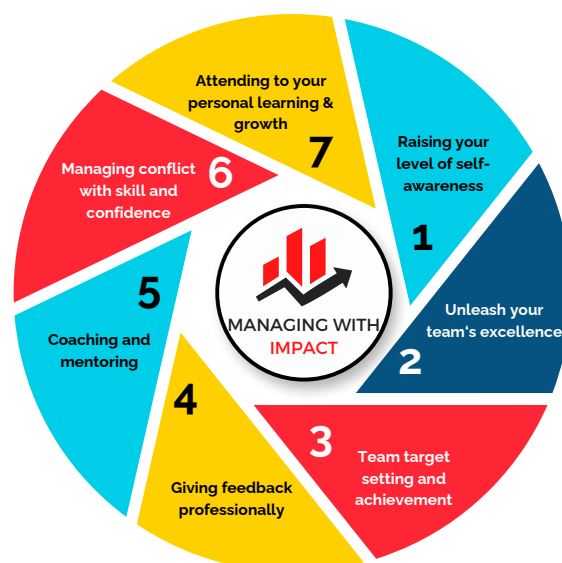 Attending to your
personal learning &
growth
7
Raising your
level of self-
awareness
1
Unleash your
team's excellence
2
3
Team target
setting and
achievement
4
Giving feedback
professionally
5
Coaching and
mentoring
6
Managing conflict
with skill and
confidence
MANAGING WITH
IMPACT